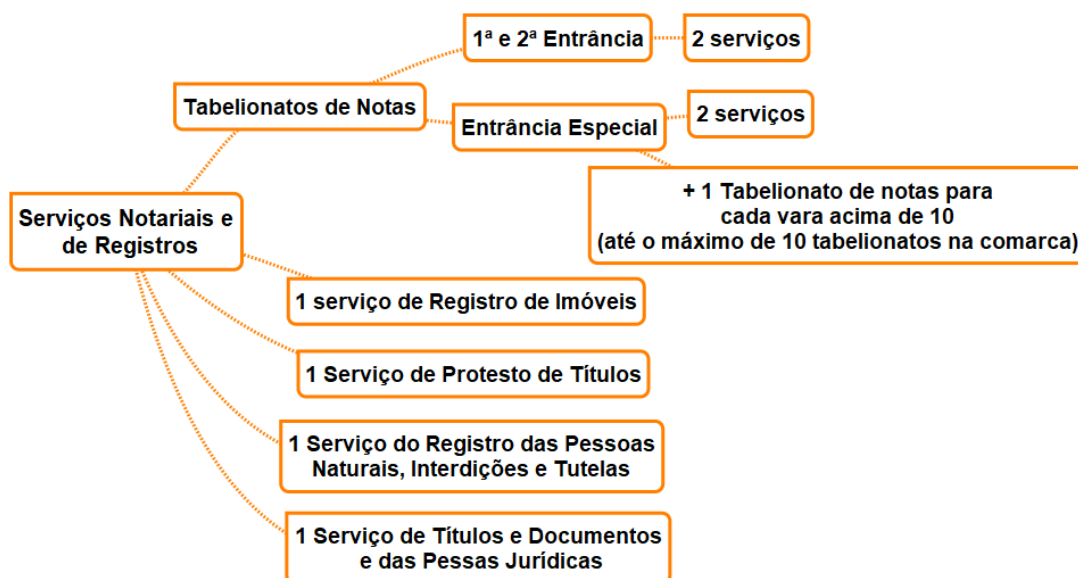 1ª e 2ª Entrância
2 serviços
Tabelionatos de Notas
Entrância Especial
2 serviços
+ 1 Tabelionato de notas para
cada vara acima de 10
(até o máximo de 10 tabelionatos na comarca)
Serviços Notariais e
de Registros
1 serviço de Registro de Imóveis
1 Serviço de Protesto de Títulos
1 Serviço do Registro das Pessoas
Naturais, Interdições e Tutelas
1 Serviço de Títulos e Documentos
e das Pessas Jurídicas